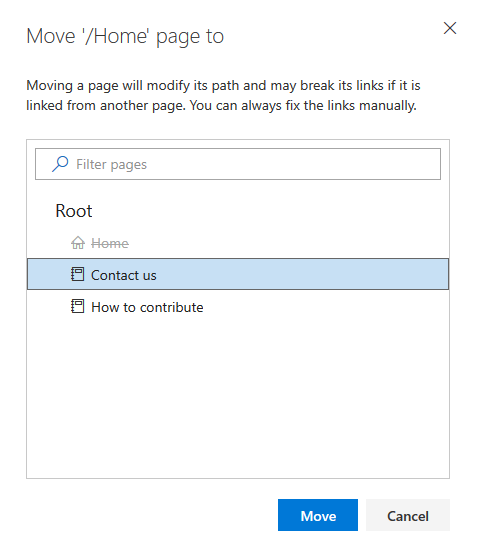 Move '/Home' page to
Moving a page will modify its path and may break its links if it is
linked from another page. You can always fix the links manually.
Filter pages
Root
Home
Contact us
How to contribute
Move
Cancel